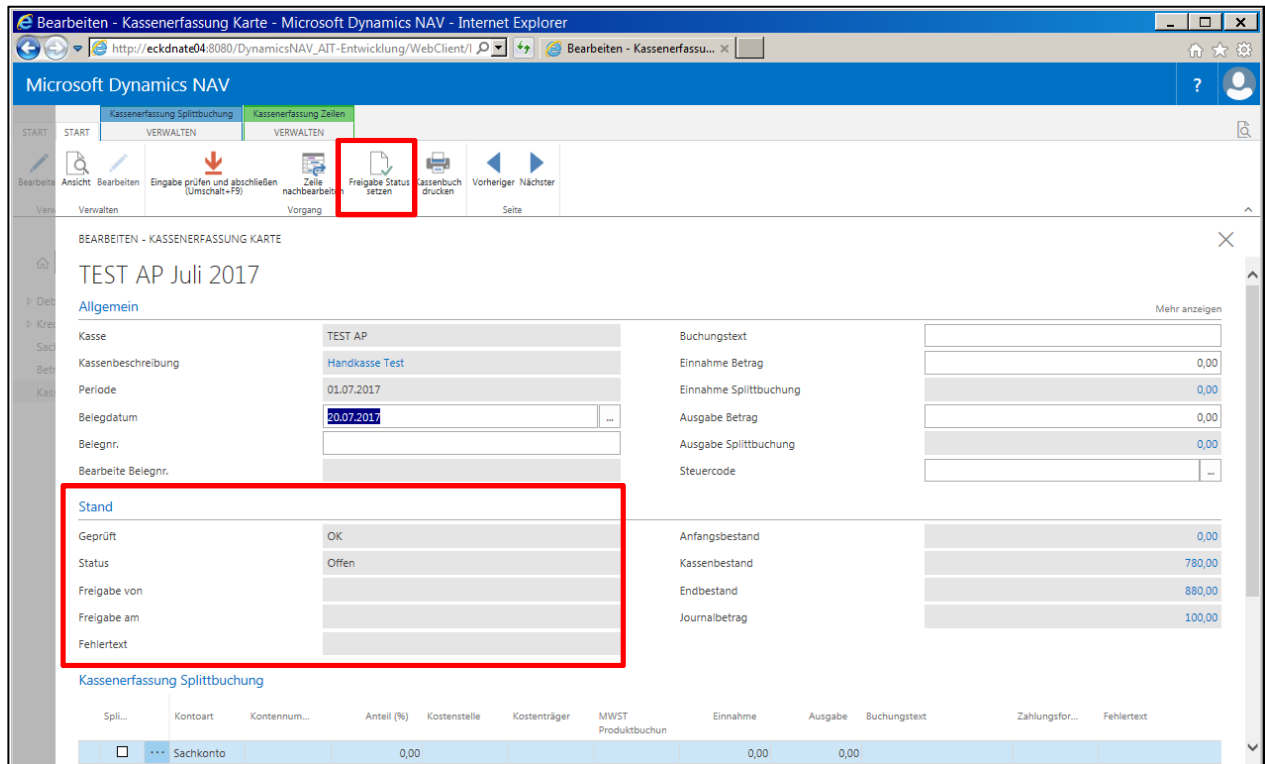 Bearbeiten - Kassenerfassung Karte - Microsoft Dynamics NAV - Internet Explorer
http://eckdnate04:8080/DynamicsNAV_AIT-Entwicklung/WebClient/l
Bearbeiten - Kassenerfassu...
Microsoft Dynamics NAV ?
Kassenerfassung Splittbuchung Kassenerfassung Zeilen
START START VERWALTEN VERWALTEN
Bearbeite Ansicht Bearbeiten Eingabe prüfen und abschließen Zeile Freigabe Status Kassenbuch Vorheriger Nächster
(Umschalt+F9) nachbearbeiten setzen drucken
Verw Verwalten Vorgang Seite
BEARBEITEN - KASSENERFASSUNG KARTE
TEST AP Juli 2017
Deb Allgemein Mehr anzeigen
Kred
Kasse TEST AP Buchungstext
Sach
Kassenbeschreibung Handkasse Test Einnahme Betrag 0,00
Betr
Kass Periode 01.07.2017 Einnahme Splittbuchung 0,00
Belegdatum 20.07.2017 ... Ausgabe Betrag 0,00
Belegnr. Ausgabe Splittbuchung 0,00
Bearbeite Belegnr. Steuercode ...
Stand
Geprüft OK Anfangsbestand 0,00
Status Offen Kassenbestand 780,00
Freigabe von Endbestand 880,00
Freigabe am Journalbetrag 100,00
Fehlertext
Kassenerfassung Splittbuchung
Spli... Kontoart Kontennum... Anteil (%) Kostenstelle Kostenträger MWST Einnahme Ausgabe Buchungstext Zahlungsfor... Fehlertext
Produktbuchun
... Sachkonto 0,00 0,00 0,00